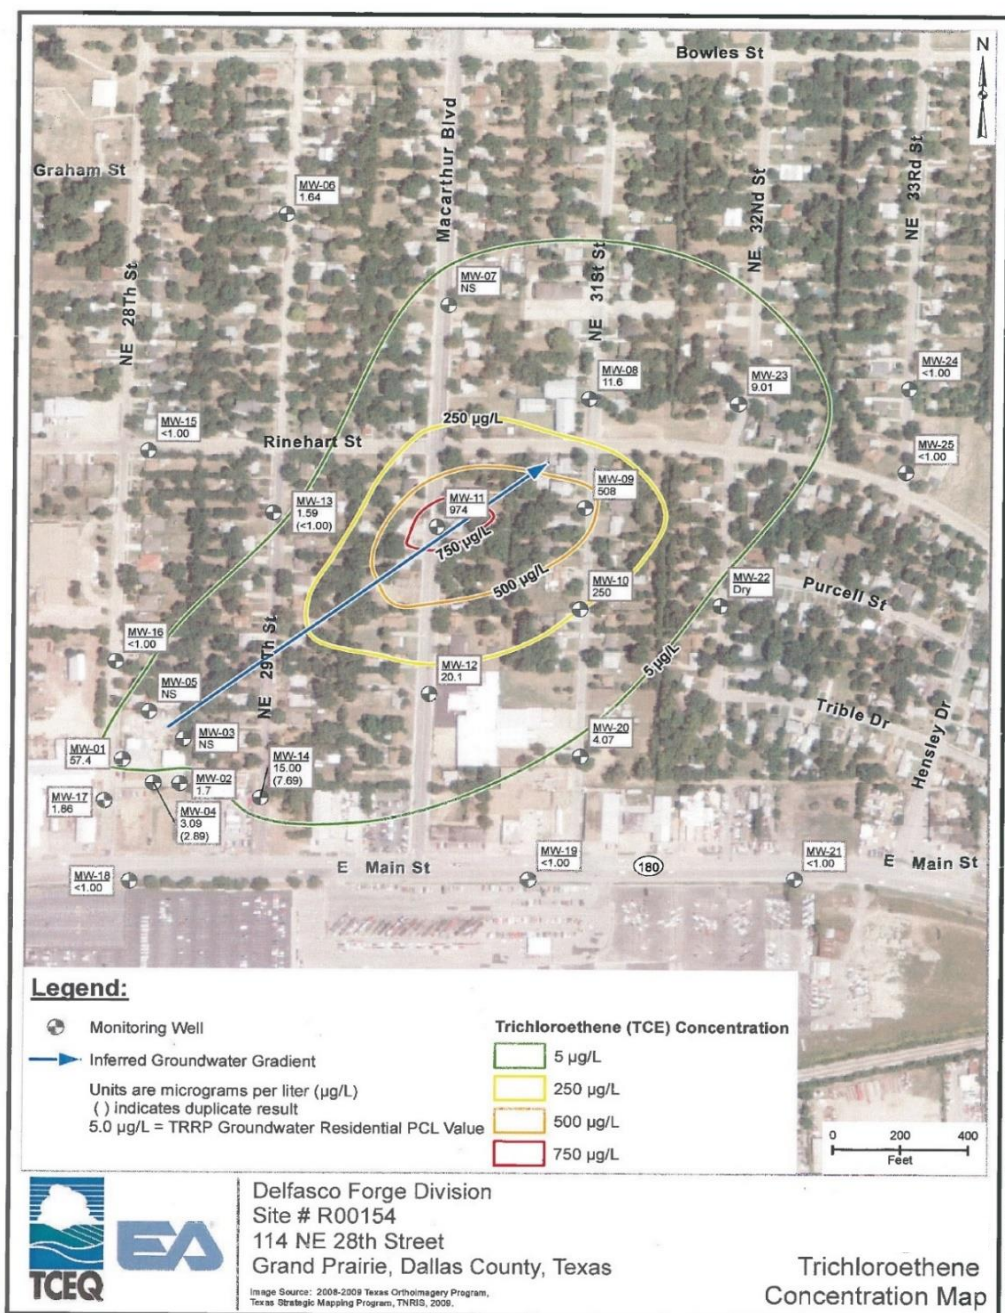 Bowles St
N
Macarthur Blvd
Graham St
MW-06
1.64
NE 28Th St
NE 32Nd St
NE 33Rd St
NE 31St St
MW-07
NS
MW-08
11.6
MW-23
9.01
MW-24
<1.00
MW-15
<1.00
Rinehart St
250 µg/L
MW-25
<1.00
MW-13
1.59
(<1.00)
MW-11
974
MW-09
508
750 µg/L
500 µg/L
MW-10
250
MW-22
Dry
Purcell St
MW-16
<1.00
NE 29Th St
MW-05
NS
MW-12
20.1
5 µg/L
Trible Dr
Hensley Dr
MW-03
NS
MW-01
57.4
MW-14
15.00
(7.69)
MW-20
4.07
MW-02
1.7
MW-17
1.86
MW-04
3.09
(2.89)
E Main St
MW-19
<1.00
180
MW-21
<1.00
E Main St
MW-18
<1.00
Legend:
Monitoring Well
Inferred Groundwater Gradient
Units are micrograms per liter (µg/L)
( ) indicates duplicate result
5.0 µg/L = TRRP Groundwater Residential PCL Value
Trichloroethene (TCE) Concentration
5 µg/L
250 µg/L
500 µg/L
750 µg/L
0 200 400
Feet
TCEQ
EA
Delfasco Forge Division
Site # R00154
114 NE 28th Street
Grand Prairie, Dallas County, Texas
Image Source: 2008-2009 Texas Orthoimagery Program,
Texas Strategic Mapping Program, TNRIS, 2009.
Trichloroethene
Concentration Map